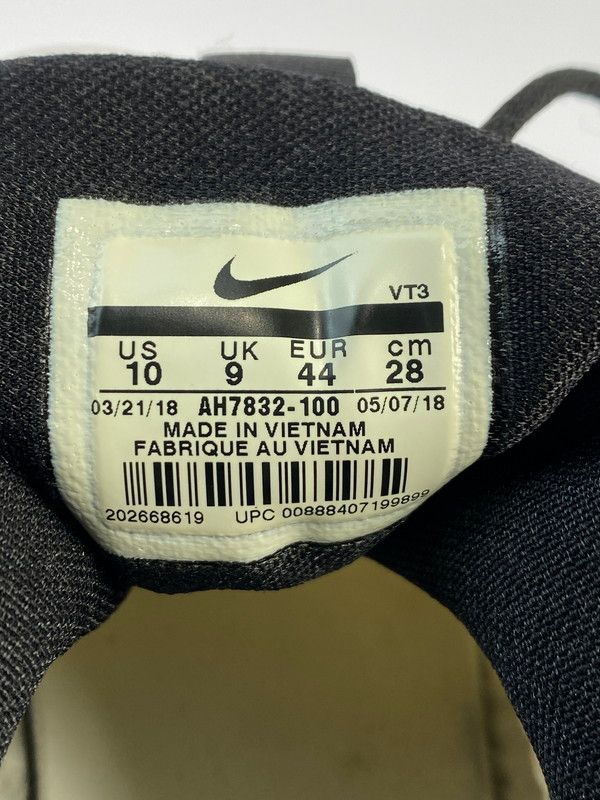 VT3
US UK EUR cm
10 9 44 28
03/21/18 AH7832-100 05/07/18
MADE IN VIETNAM
FABRIQUE AU VIETNAM
202668619 UPC 00888407199899